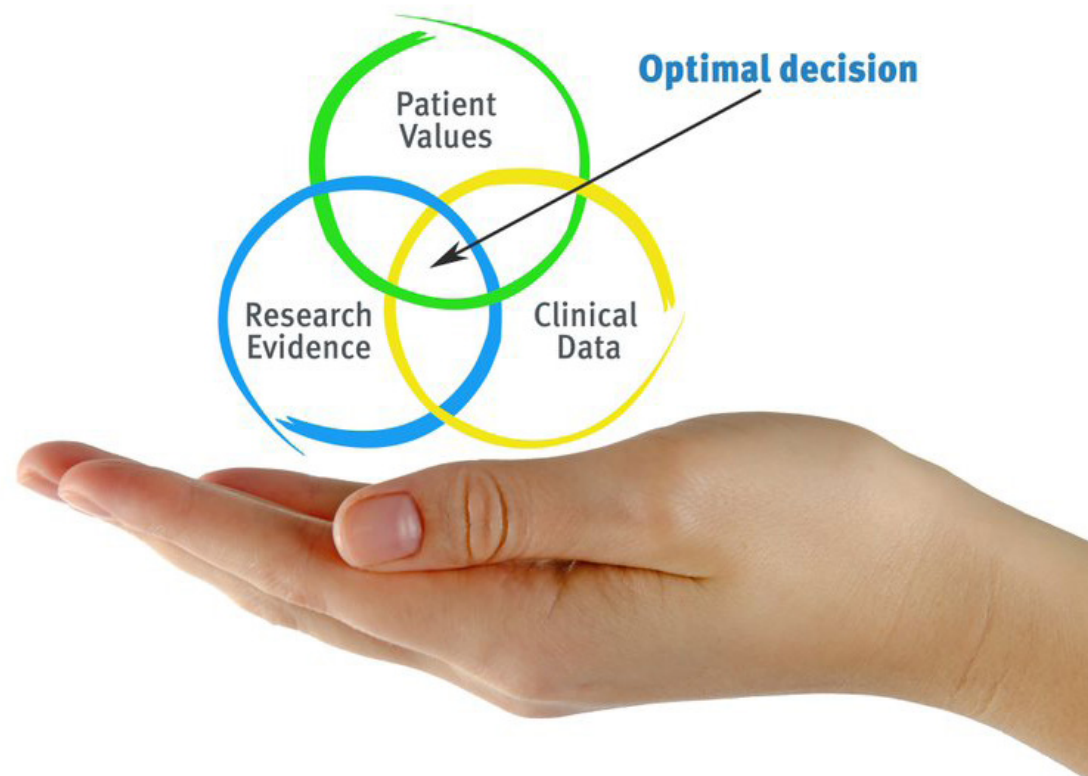 Optimal decision
Patient
Values
Research
Evidence
Clinical
Data